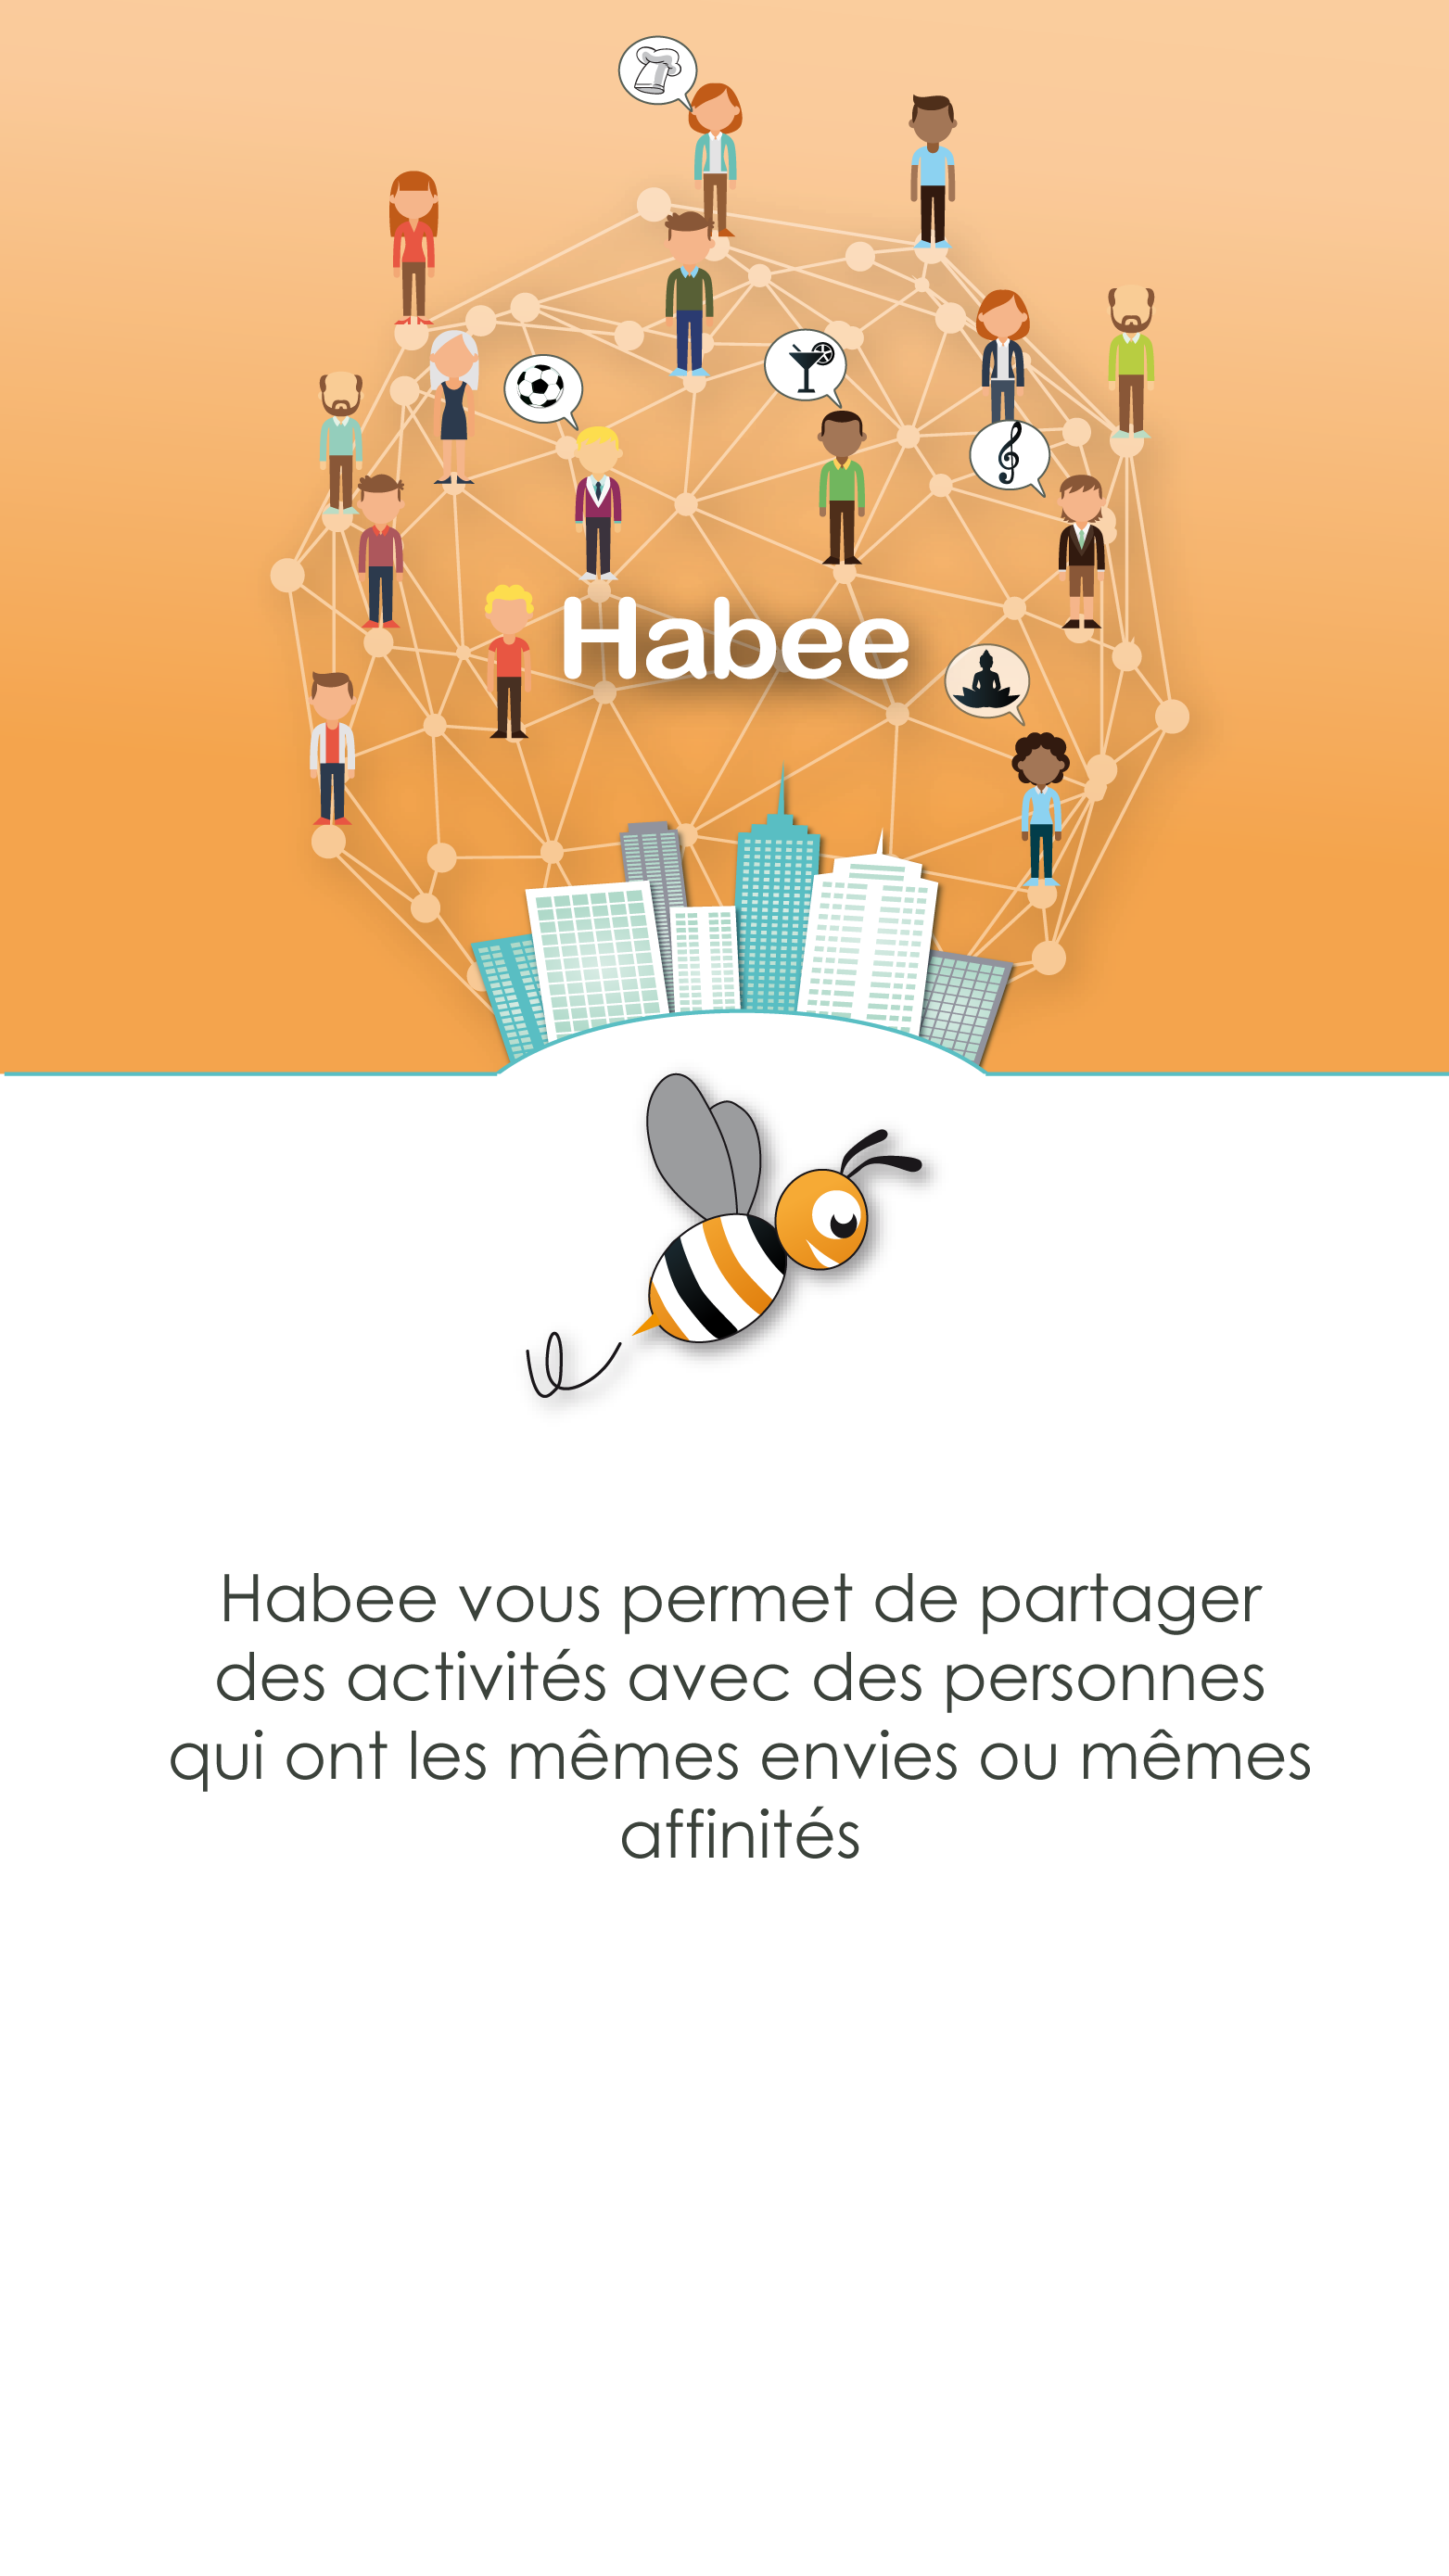 Habee
Habee vous permet de partager
des activités avec des personnes
qui ont les mêmes envies ou mêmes
affinités